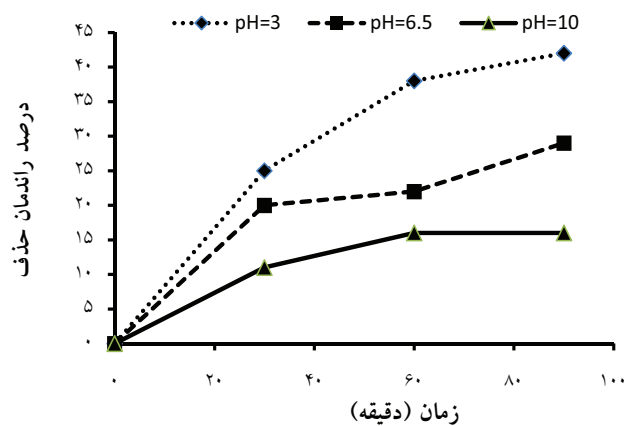 pH=3 pH=6.5 pH=10
درصد راندمان حذف
۴۵
۴۰
۳۵
۳۰
۲۵
۲۰
۱۵
۱۰
۵
۰
۰ ۲۰ ۴۰ ۶۰ ۸۰ ۱۰۰
زمان (دقیقه)